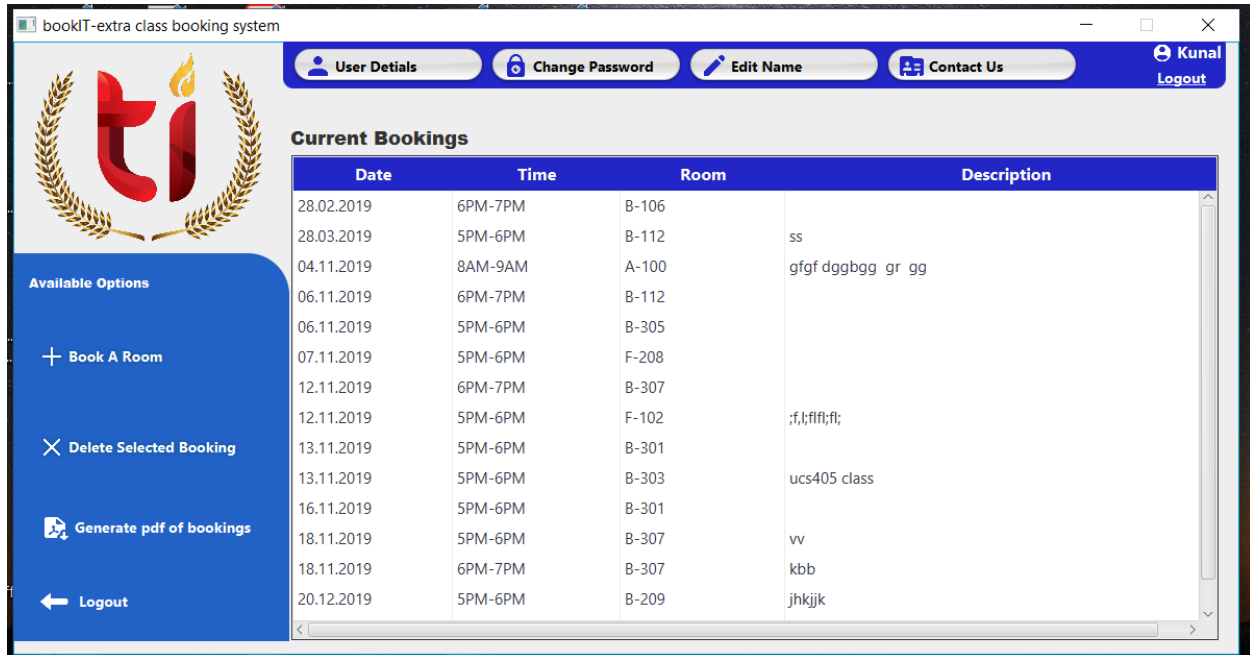 bookIT-extra class booking system
ti
User Detials Change Password Edit Name Contact Us Kunal
Logout
Current Bookings
Date Time Room Description
28.02.2019 6PM-7PM B-106
28.03.2019 5PM-6PM B-112 ss
04.11.2019 8AM-9AM A-100 gfgf dggbgg gr gg
06.11.2019 6PM-7PM B-112
06.11.2019 5PM-6PM B-305
07.11.2019 5PM-6PM F-208
12.11.2019 6PM-7PM B-307
12.11.2019 5PM-6PM F-102 ;f,l;flfl;fl;
13.11.2019 5PM-6PM B-301
13.11.2019 5PM-6PM B-303 ucs405 class
16.11.2019 5PM-6PM B-301
18.11.2019 5PM-6PM B-307 vv
18.11.2019 6PM-7PM B-307 kbb
20.12.2019 5PM-6PM B-209 jhkjjk
Available Options
Book A Room
Delete Selected Booking
Generate pdf of bookings
Logout